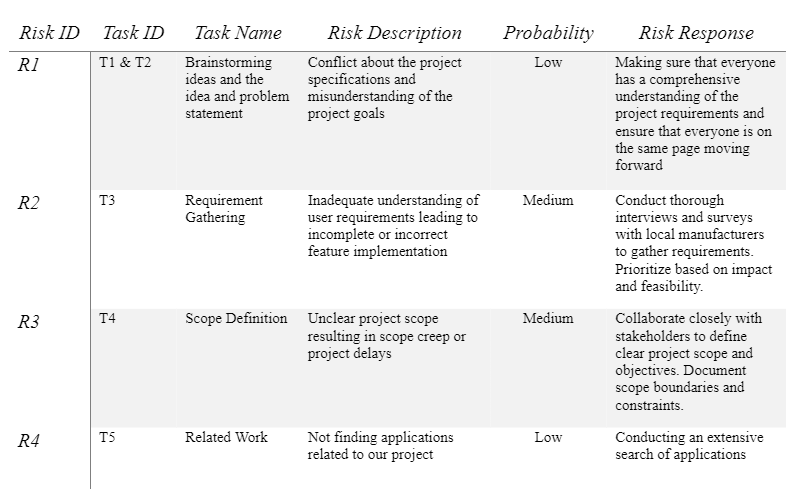 Risk ID Task ID Task Name Risk Description Probability Risk Response
R1 T1 & T2 Brainstorming ideas and the idea and problem statement Conflict about the project specifications and misunderstanding of the project goals Low Making sure that everyone has a comprehensive understanding of the project requirements and ensure that everyone is on the same page moving forward
R2 T3 Requirement Gathering Inadequate understanding of user requirements leading to incomplete or incorrect feature implementation Medium Conduct thorough interviews and surveys with local manufacturers to gather requirements. Prioritize based on impact and feasibility.
R3 T4 Scope Definition Unclear project scope resulting in scope creep or project delays Medium Collaborate closely with stakeholders to define clear project scope and objectives. Document scope boundaries and constraints.
R4 T5 Related Work Not finding applications related to our project Low Conducting an extensive search of applications